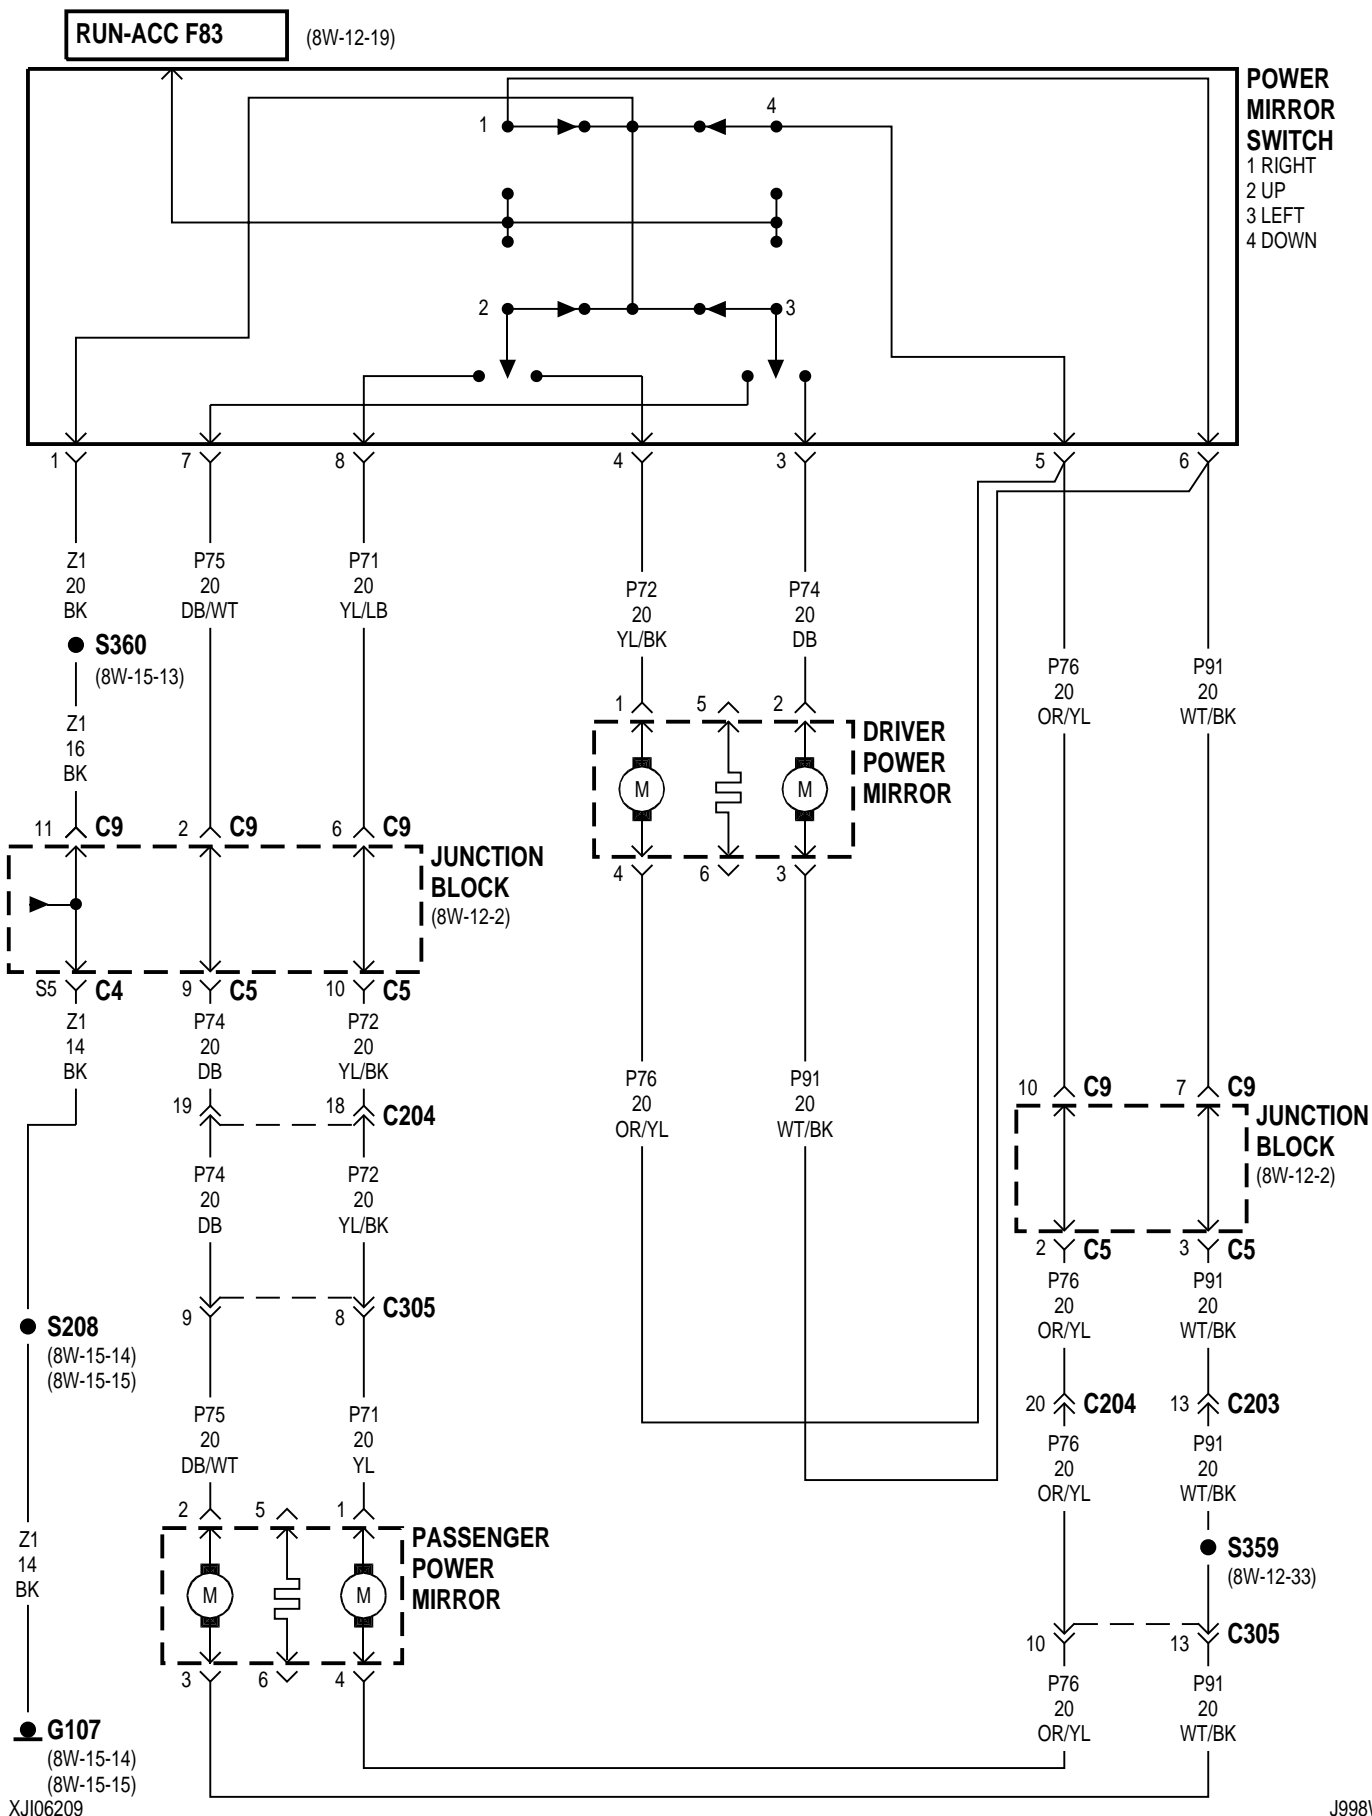 RUN-ACC F83
(8W-12-19)
POWER
MIRROR
SWITCH
1 RIGHT
2 UP
3 LEFT
4 DOWN
1
4
2
3
1
7
8
4
3
5
6
Z1
20
BK
P75
20
DB/WT
P71
20
YL/LB
P72
20
YL/BK
P74
20
DB
S360
(8W-15-13)
P76
20
OR/YL
P91
20
WT/BK
Z1
16
BK
1
5
2
DRIVER
POWER
MIRROR
M
M
11 C9
2 C9
6 C9
JUNCTION
BLOCK
(8W-12-2)
4
6
3
S5 C4
9 C5
10 C5
Z1
14
BK
P74
20
DB
P72
20
YL/BK
P76
20
OR/YL
P91
20
WT/BK
10 C9
7 C9
JUNCTION
BLOCK
(8W-12-2)
19
18 C204
P74
20
DB
P72
20
YL/BK
2 C5
3 C5
P76
20
OR/YL
P91
20
WT/BK
9
8 C305
S208
(8W-15-14)
(8W-15-15)
20 C204
13 C203
P75
20
DB/WT
P71
20
YL
P76
20
OR/YL
P91
20
WT/BK
2
5
1
PASSENGER
POWER
MIRROR
M
M
Z1
14
BK
S359
(8W-12-33)
10
13 C305
3
6
4
P76
20
OR/YL
P91
20
WT/BK
G107
(8W-15-14)
(8W-15-15)
XJI06209
J998W